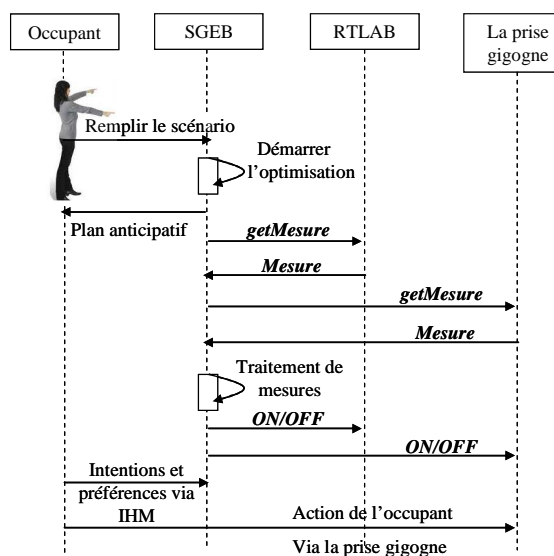 Occupant
SGEB
RTLAB
La prise
gigogne
Remplir le scénario
Démarrer
l'optimisation
Plan anticipatif
getMesure
Mesure
getMesure
Mesure
Traitement de
mesures
ON/OFF
ON/OFF
Intentions et
préférences via
IHM
Action de l'occupant
Via la prise gigogne